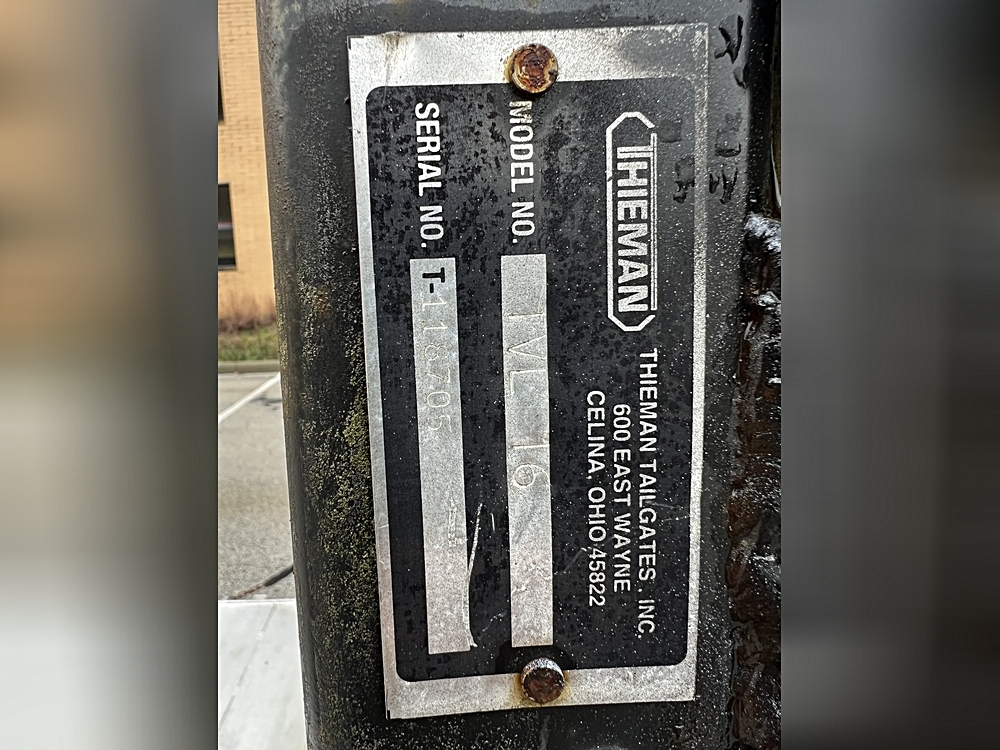 THIEMAN
THIEMAN TAILGATES, INC.
600 EAST WAYNE
CELINA, OHIO 45822
MODEL NO. TVL 16
SERIAL NO. T-118705